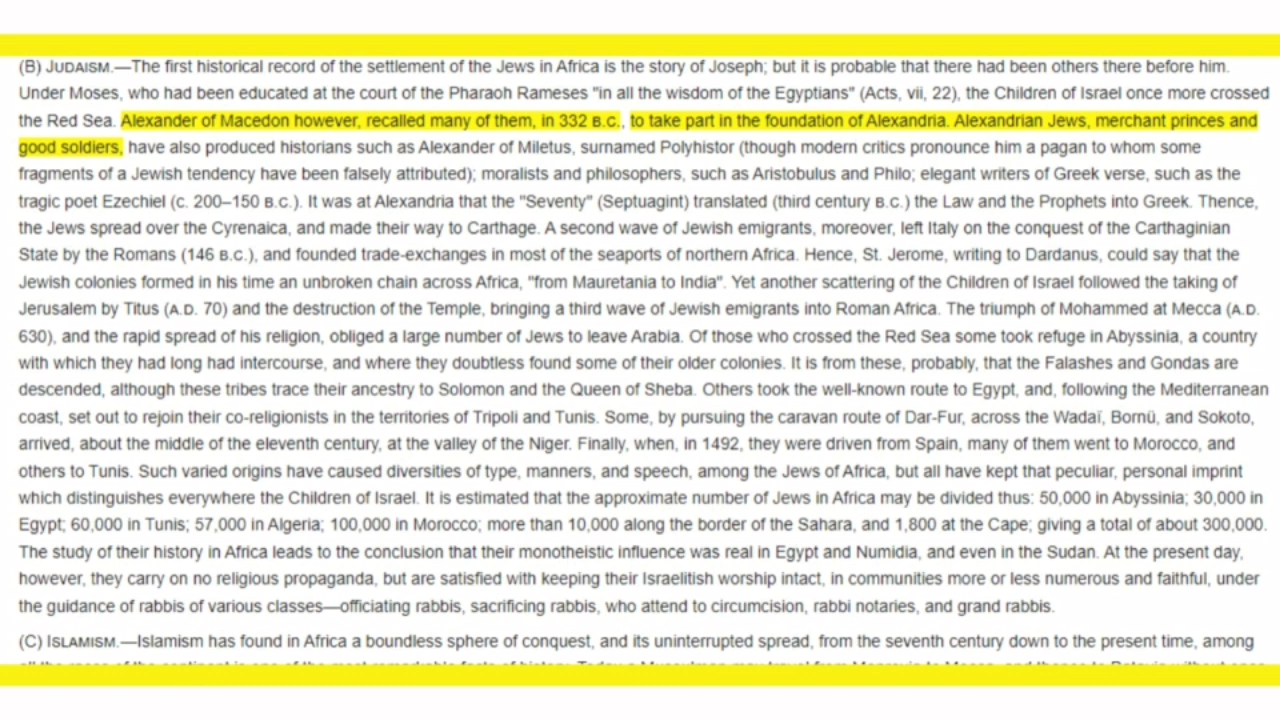 (B) JUDAISM.—The first historical record of the settlement of the Jews in Africa is the story of Joseph; but it is probable that there had been others there before him.
Under Moses, who had been educated at the court of the Pharaoh Rameses "in all the wisdom of the Egyptians" (Acts, vii, 22), the Children of Israel once more crossed
the Red Sea. Alexander of Macedon however, recalled many of them, in 332 B.C., to take part in the foundation of Alexandria. Alexandrian Jews, merchant princes and
good soldiers, have also produced historians such as Alexander of Miletus, surnamed Polyhistor (though modern critics pronounce him a pagan to whom some
fragments of a Jewish tendency have been falsely attributed); moralists and philosophers, such as Aristobulus and Philo; elegant writers of Greek verse, such as the
tragic poet Ezechiel (c. 200–150 B.C.). It was at Alexandria that the "Seventy" (Septuagint) translated (third century B.C.) the Law and the Prophets into Greek. Thence,
the Jews spread over the Cyrenaica, and made their way to Carthage. A second wave of Jewish emigrants, moreover, left Italy on the conquest of the Carthaginian
State by the Romans (146 B.C.), and founded trade-exchanges in most of the seaports of northern Africa. Hence, St. Jerome, writing to Dardanus, could say that the
Jewish colonies formed in his time an unbroken chain across Africa, "from Mauretania to India". Yet another scattering of the Children of Israel followed the taking of
Jerusalem by Titus (A.D. 70) and the destruction of the Temple, bringing a third wave of Jewish emigrants into Roman Africa. The triumph of Mohammed at Mecca (A.D.
630), and the rapid spread of his religion, obliged a large number of Jews to leave Arabia. Of those who crossed the Red Sea some took refuge in Abyssinia, a country
with which they had long had intercourse, and where they doubtless found some of their older colonies. It is from these, probably, that the Falashes and Gondas are
descended, although these tribes trace their ancestry to Solomon and the Queen of Sheba. Others took the well-known route to Egypt, and, following the Mediterranean
coast, set out to rejoin their co-religionists in the territories of Tripoli and Tunis. Some, by pursuing the caravan route of Dar-Fur, across the Wadaï, Bornü, and Sokoto,
arrived, about the middle of the eleventh century, at the valley of the Niger. Finally, when, in 1492, they were driven from Spain, many of them went to Morocco, and
others to Tunis. Such varied origins have caused diversities of type, manners, and speech, among the Jews of Africa, but all have kept that peculiar, personal imprint
which distinguishes everywhere the Children of Israel. It is estimated that the approximate number of Jews in Africa may be divided thus: 50,000 in Abyssinia; 30,000 in
Egypt; 60,000 in Tunis; 57,000 in Algeria; 100,000 in Morocco; more than 10,000 along the border of the Sahara, and 1,800 at the Cape; giving a total of about 300,000.
The study of their history in Africa leads to the conclusion that their monotheistic influence was real in Egypt and Numidia, and even in the Sudan. At the present day,
however, they carry on no religious propaganda, but are satisfied with keeping their Israelitish worship intact, in communities more or less numerous and faithful, under
the guidance of rabbis of various classes—officiating rabbis, sacrificing rabbis, who attend to circumcision, rabbi notaries, and grand rabbis.
(C) ISLAMISM.—Islamism has found in Africa a boundless sphere of conquest, and its uninterrupted spread, from the seventh century down to the present time, among